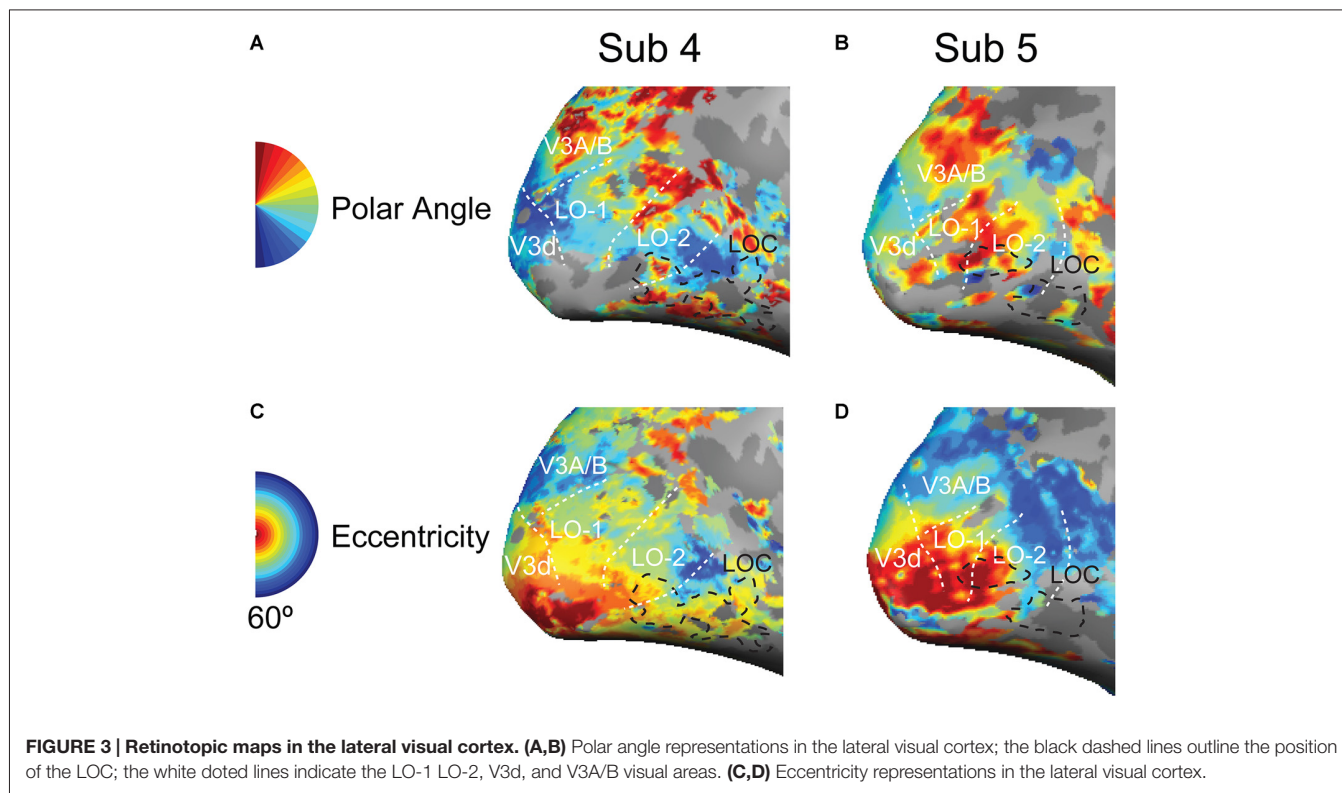 A
Sub 4
B
Sub 5
Polar Angle
V3A/B
LO-1
V3d
LO-2
LOC
V3A/B
LO-1
V3d
LO-2
LOC
C
D
Eccentricity
60º
V3A/B
LO-1
V3d
LO-2
LOC
V3A/B
LO-1
V3d
LO-2
LOC
FIGURE 3 | Retinotopic maps in the lateral visual cortex. (A,B) Polar angle representations in the lateral visual cortex; the black dashed lines outline the position
of the LOC; the white doted lines indicate the LO-1 LO-2, V3d, and V3A/B visual areas. (C,D) Eccentricity representations in the lateral visual cortex.